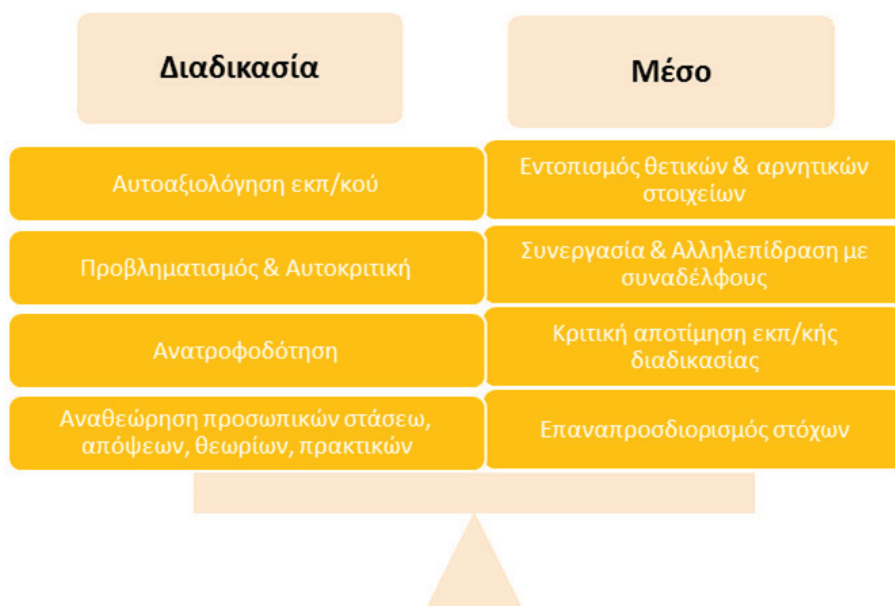 Διαδικασία
Μέσο
Αυτοαξιολόγηση εκπ/κού
Εντοπισμός θετικών & αρνητικών
στοιχείων
Προβληματισμός & Αυτοκριτική
Συνεργασία & Αλληλεπίδραση με
συναδέλφους
Ανατροφοδότηση
Κριτική αποτίμηση εκπ/κής
διαδικασίας
Αναθεώρηση προσωπικών στάσεω,
απόψεων, θεωρίων, πρακτικών
Επαναπροσδιορισμός στόχων